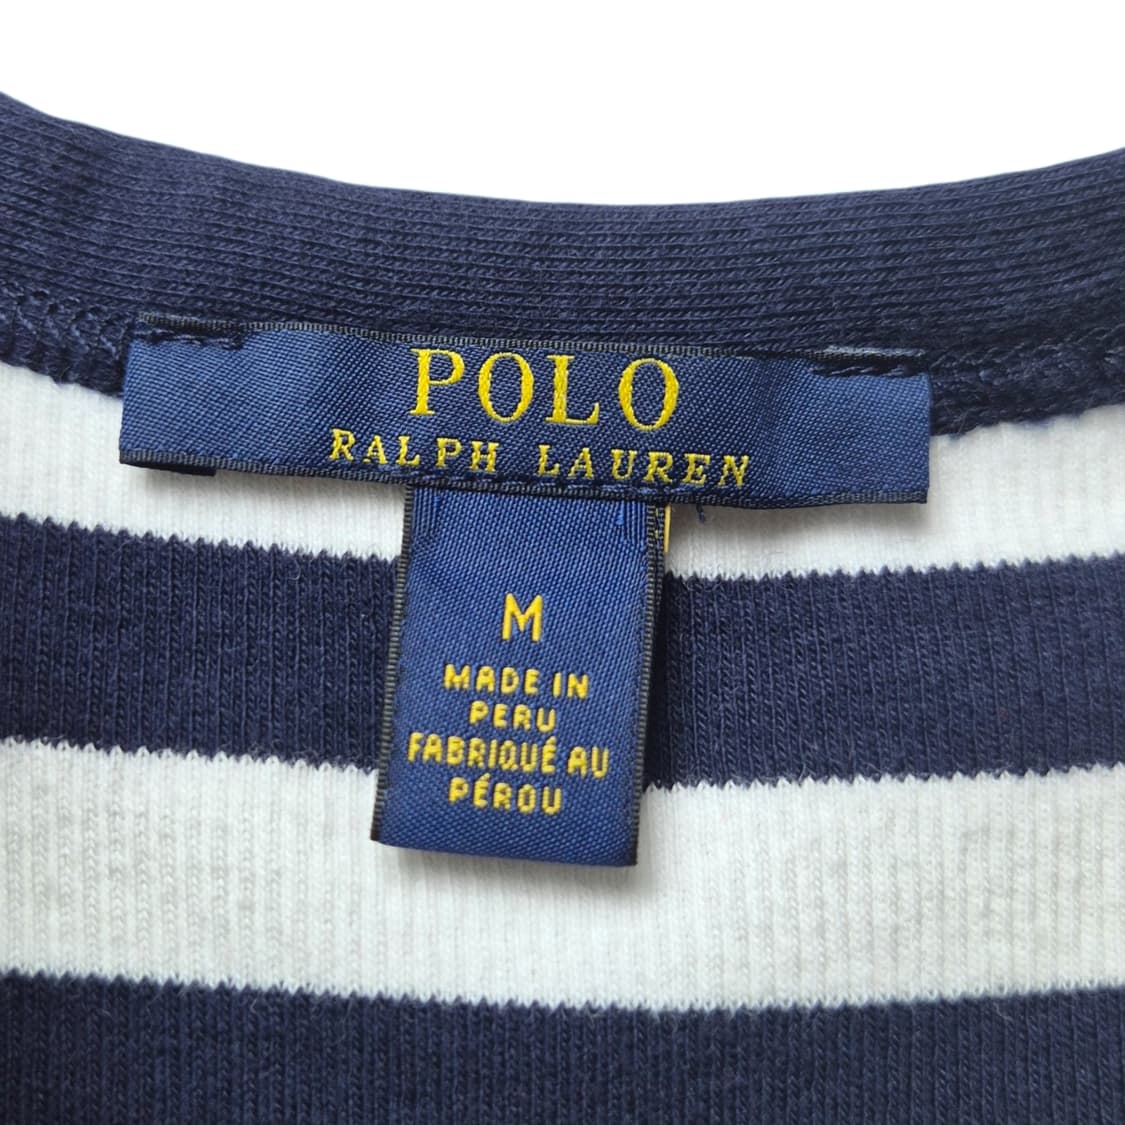 POLO
RALPH LAUREN
M
MADE IN
PERU
FABRIQUÉ AU
PÉROU